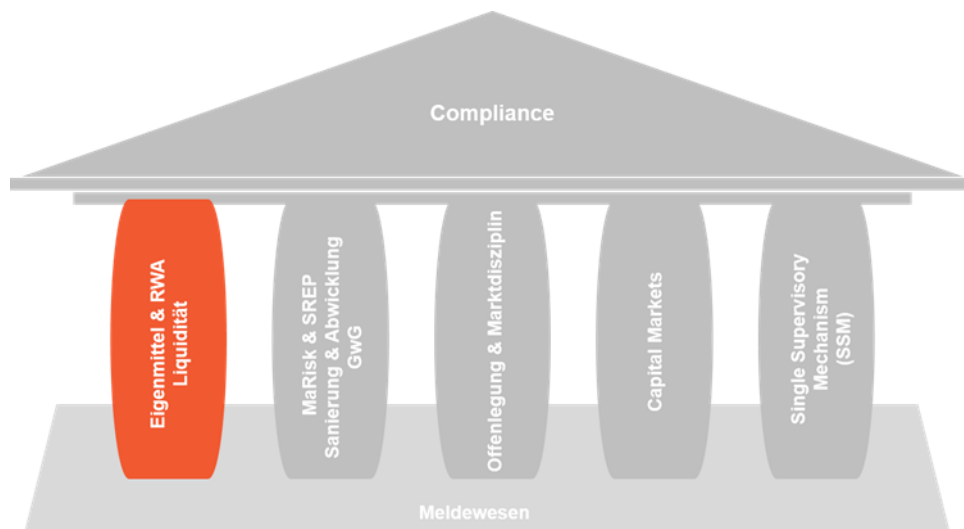 Compliance
Eigenmittel & RWA
Liquidität
MaRisk & SREP
Sanierung & Abwicklung
GwG
Offenlegung & Marktdisziplin
Capital Markets
Single Supervisory
Mechanism
(SSM)
Meldewesen